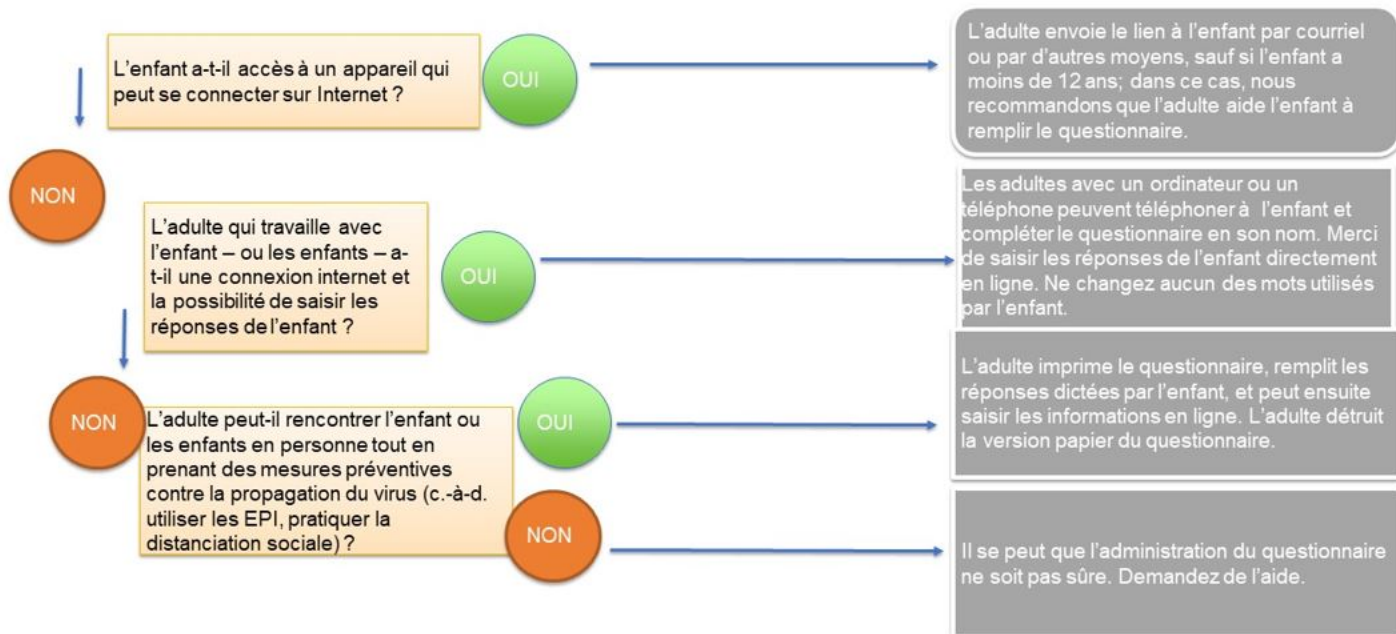 L'enfant a-t-il accès à un appareil qui
peut se connecter sur Internet ?
OUI
L'adulte envoie le lien à l'enfant par courriel
ou par d'autres moyens, sauf si l'enfant a
moins de 12 ans; dans ce cas, nous
recommandons que l'adulte aide l'enfant à
remplir le questionnaire.
NON
L'adulte qui travaille avec
l'enfant – ou les enfants – a-
t-il une connexion internet et
la possibilité de saisir les
réponses de l'enfant ?
OUI
Les adultes avec un ordinateur ou un
téléphone peuvent téléphoner à l'enfant et
compléter le questionnaire en son nom. Merci
de saisir les réponses de l'enfant directement
en ligne. Ne changez aucun des mots utilisés
par l'enfant.
NON
L'adulte peut-il rencontrer l'enfant ou
les enfants en personne tout en
prenant des mesures préventives
contre la propagation du virus (c.-à-d.
utiliser les EPI, pratiquer la
distanciation sociale) ?
OUI
L'adulte imprime le questionnaire, remplit les
réponses dictées par l'enfant, et peut ensuite
saisir les informations en ligne. L'adulte détruit
la version papier du questionnaire.
NON
Il se peut que l'administration du questionnaire
ne soit pas sûre. Demandez de l'aide.